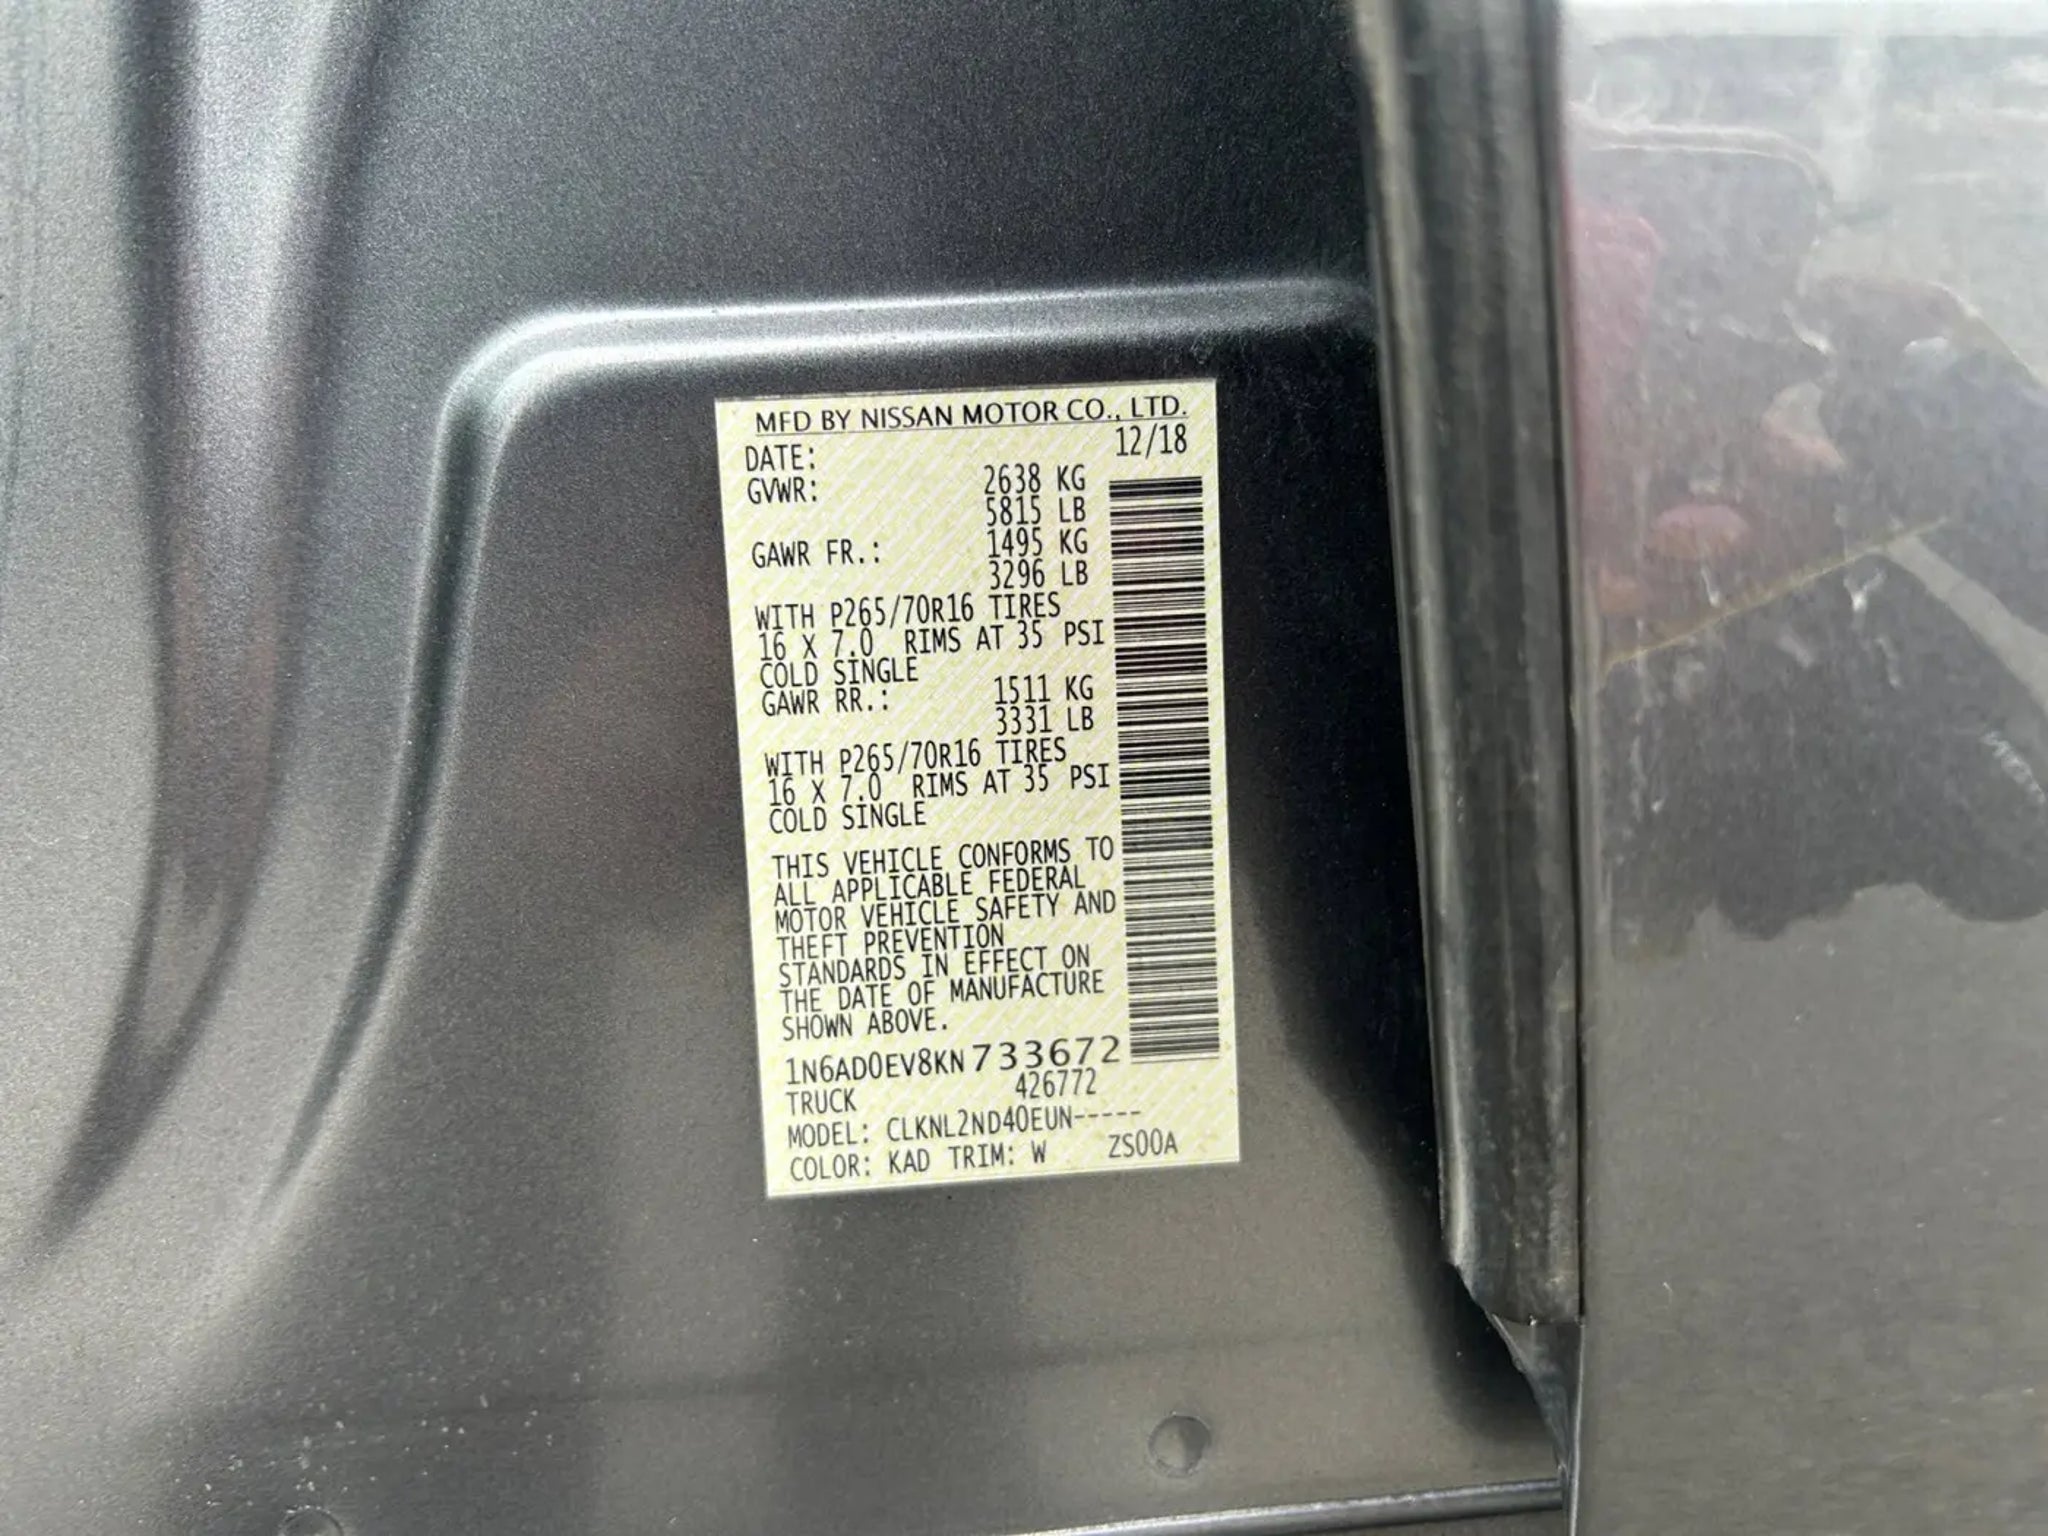 MFD BY NISSAN MOTOR CO., LTD.
DATE: 12/18
GVWR: 2638 KG
5815 LB
GAWR FR.: 1495 KG
3296 LB
WITH P265/70R16 TIRES
16 X 7.0 RIMS AT 35 PSI
COLD SINGLE
GAWR RR.: 1511 KG
3331 LB
WITH P265/70R16 TIRES
16 X 7.0 RIMS AT 35 PSI
COLD SINGLE
THIS VEHICLE CONFORMS TO
ALL APPLICABLE FEDERAL
MOTOR VEHICLE SAFETY AND
THEFT PREVENTION
STANDARDS IN EFFECT ON
THE DATE OF MANUFACTURE
SHOWN ABOVE.
1N6AD0EV8KN733672
TRUCK 426772
MODEL: CLKNL2ND40EUN-----
COLOR: KAD TRIM: W ZS00A